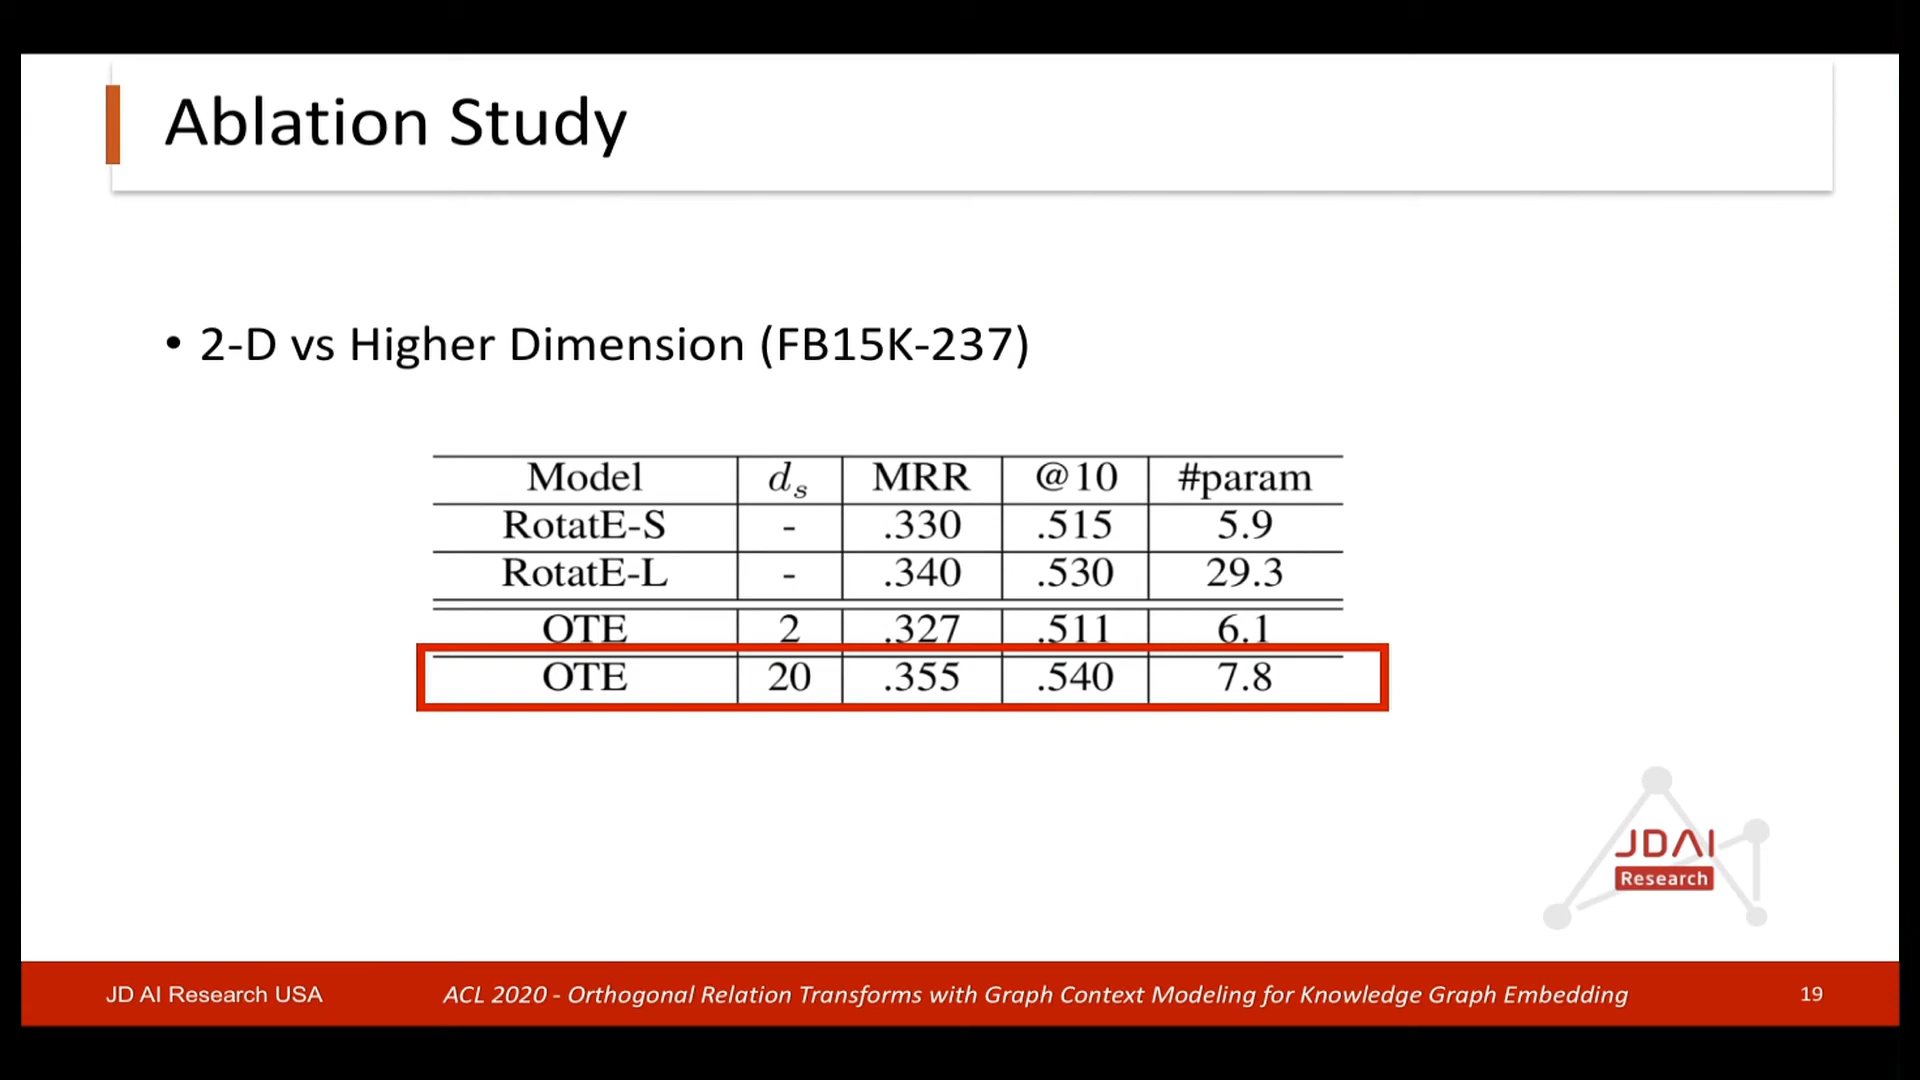 Ablation Study
• 2-D vs Higher Dimension (FB15K-237)
Model d_s MRR @10 #param
RotatE-S - .330 .515 5.9
RotatE-L - .340 .530 29.3
OTE 2 .327 .511 6.1
OTE 20 .355 .540 7.8
JDAI
Research
JD AI Research USA ACL 2020 - Orthogonal Relation Transforms with Graph Context Modeling for Knowledge Graph Embedding 19